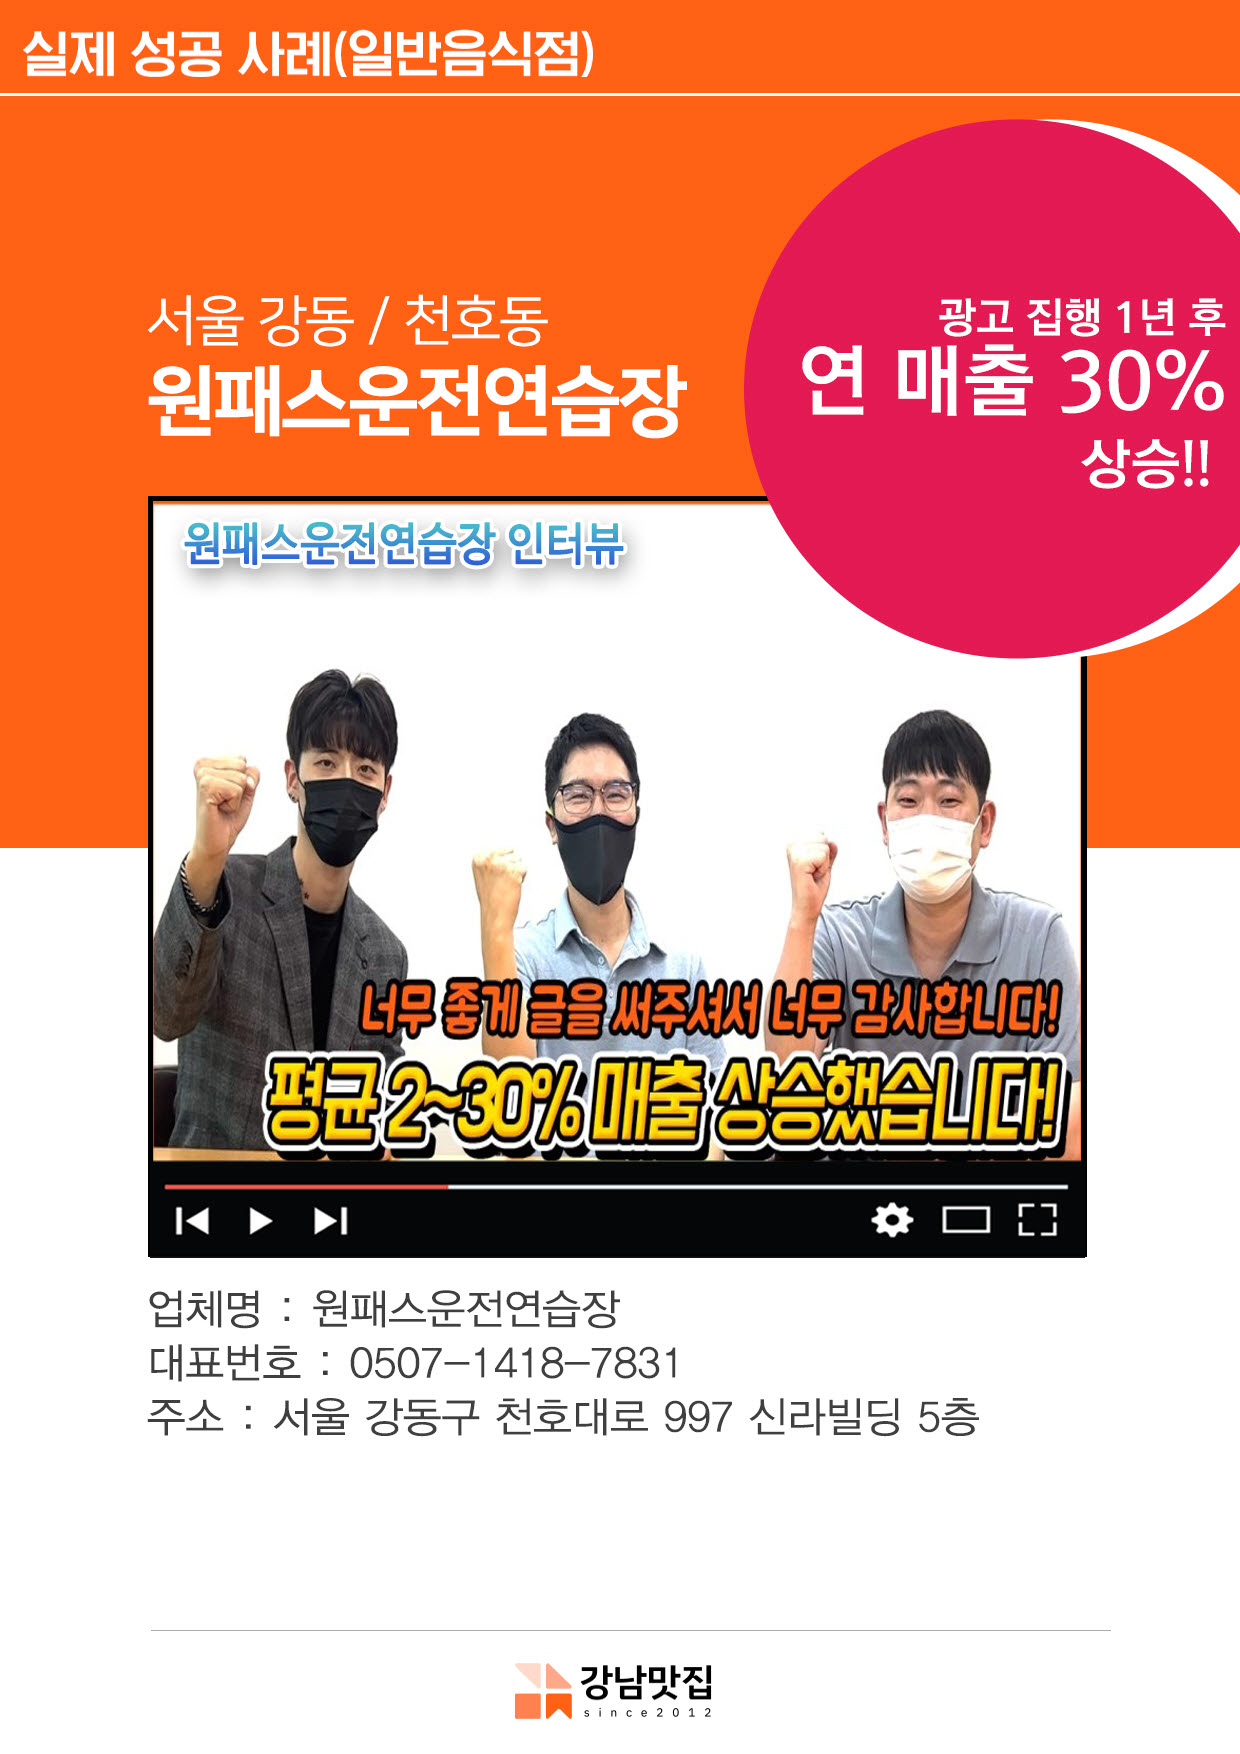 실제 성공 사례(일반음식점)
서울 강동 / 천호동
원패스운전연습장
광고 집행 1년 후
연 매출 30%
상승!!
원패스운전연습장 인터뷰
너무 좋게 글을 써주셔서 너무 감사합니다!
평균 2~30% 매출 상승했습니다!
업체명 : 원패스운전연습장
대표번호 : 0507-1418-7831
주소 : 서울 강동구 천호대로 997 신라빌딩 5층
강남맛집
since2012